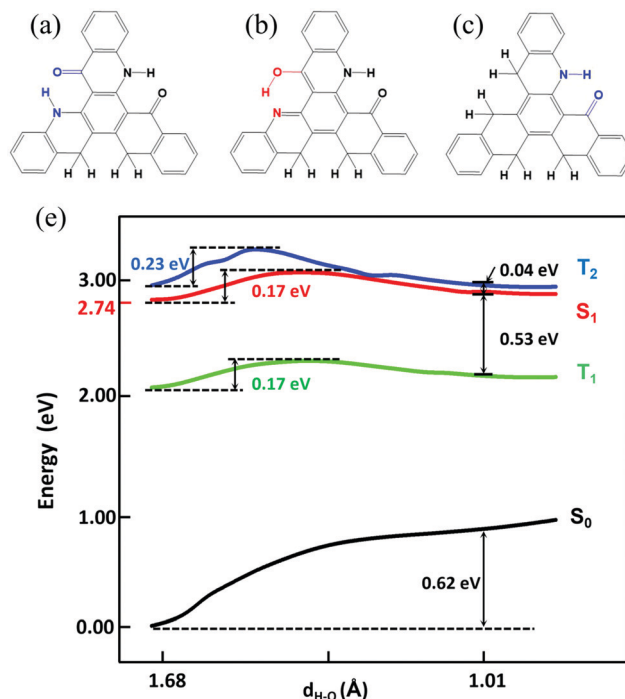 (a) (b) (c)
O N H O
H N
H H H H
O N H O
H N
H H H H
H H N H
H O
H
H H H H
(e)
0.23 eV
0.17 eV
0.04 eV
T2
S1
0.53 eV
0.17 eV
T1
S0
0.62 eV
3.00
2.74
2.00
1.00
0.00
Energy (eV)
1.68 1.01
dH-O (Å)